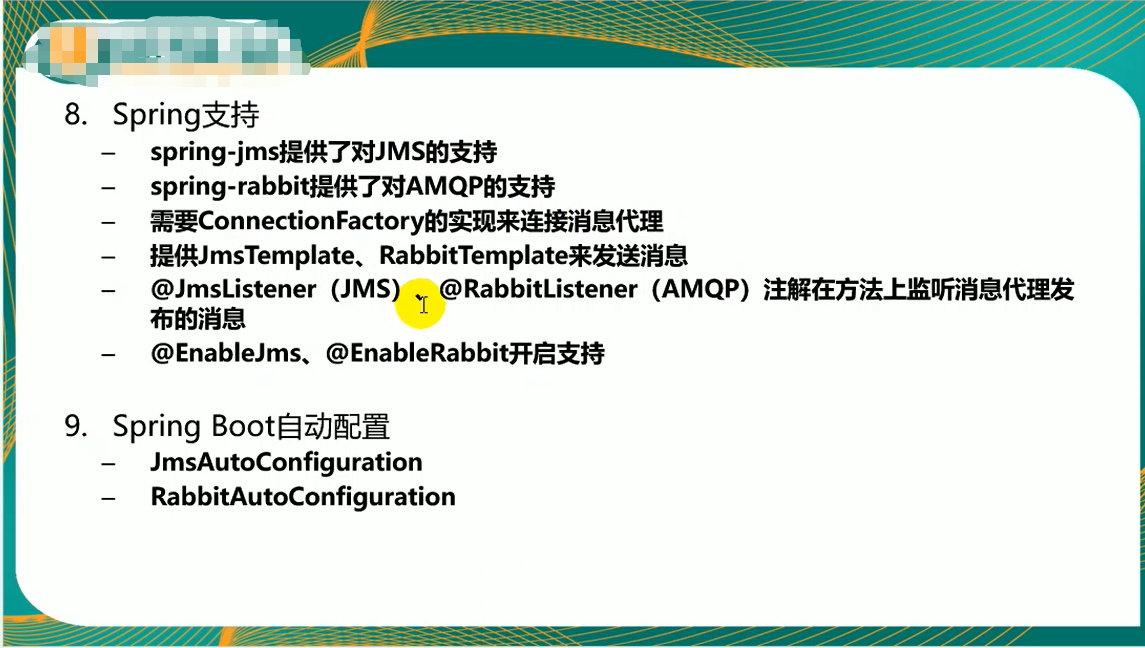 8. Spring支持
– spring-jms提供了对JMS的支持
– spring-rabbit提供了对AMQP的支持
– 需要ConnectionFactory的实现来连接消息代理
– 提供JmsTemplate、RabbitTemplate来发送消息
– @JmsListener（JMS）、@RabbitListener（AMQP）注解在方法上监听消息代理发
布的消息
– @EnableJms、@EnableRabbit开启支持
9. Spring Boot自动配置
– JmsAutoConfiguration
– RabbitAutoConfiguration